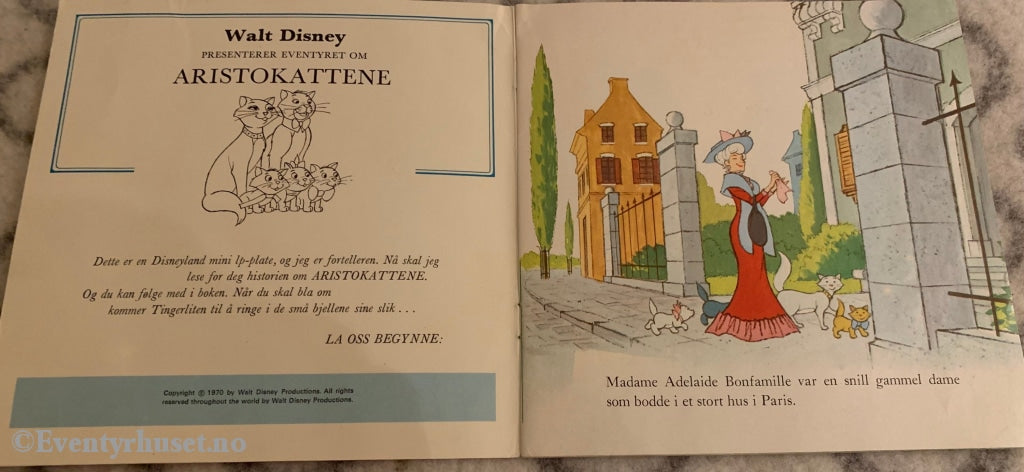 Walt Disney
PRESENTERER EVENTYRET OM
ARISTOKATTENE
Dette er en Disneyland mini lp-plate, og jeg er fortelleren. Nå skal jeg
lese for deg historien om ARISTOKATTENE.
Og du kan følge med i boken. Når du skal bla om
kommer Tingerliten til å ringe i de små bjellene sine slik . . .
LA OSS BEGYNNE:
Copyright © 1970 by Walt Disney Productions. All rights
reserved throughout the world by Walt Disney Productions.
©Eventyrhuset.no
Madame Adelaide Bonfamille var en snill gammel dame
som bodde i et stort hus i Paris.